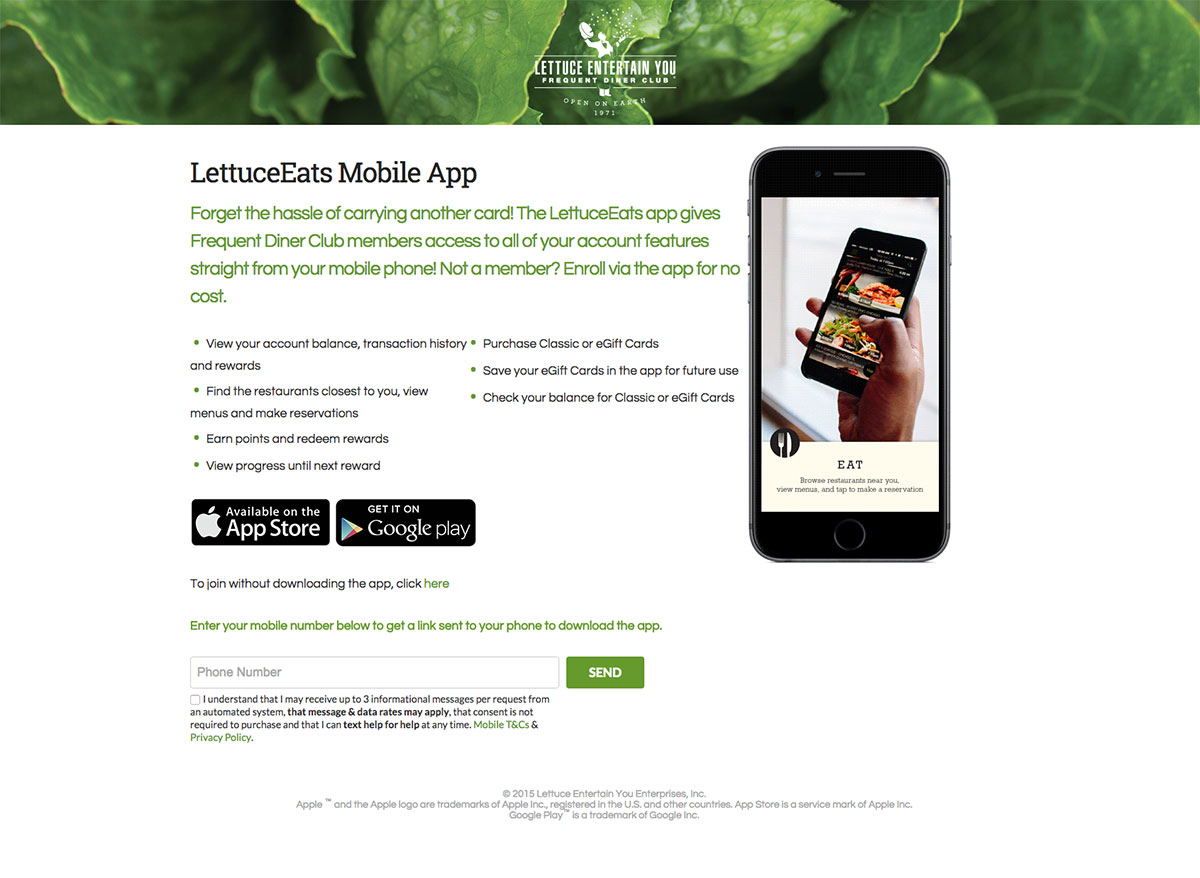 LETTUCE ENTERTAIN YOU
FREQUENT DINER CLUB
OPEN ON EARTH
1971
LettuceEats Mobile App
Forget the hassle of carrying another card! The LettuceEats app gives
Frequent Diner Club members access to all of your account features
straight from your mobile phone! Not a member? Enroll via the app for no
cost.
• View your account balance, transaction history
and rewards
• Find the restaurants closest to you, view
menus and make reservations
• Earn points and redeem rewards
• View progress until next reward
• Purchase Classic or eGift Cards
• Save your eGift Cards in the app for future use
• Check your balance for Classic or eGift Cards
EAT
Browse restaurants near you,
view menus, and tap to make a reservation
Available on the
App Store
GET IT ON
Google play
To join without downloading the app, click here
Enter your mobile number below to get a link sent to your phone to download the app.
Phone Number
SEND
I understand that I may receive up to 3 informational messages per request from
an automated system, that message & data rates may apply, that consent is not
required to purchase and that I can text help for help at any time. Mobile T&Cs &
Privacy Policy.
© 2015 Lettuce Entertain You Enterprises, Inc.
Apple ™ and the Apple logo are trademarks of Apple Inc., registered in the U.S. and other countries. App Store is a service mark of Apple Inc.
Google Play™ is a trademark of Google Inc.